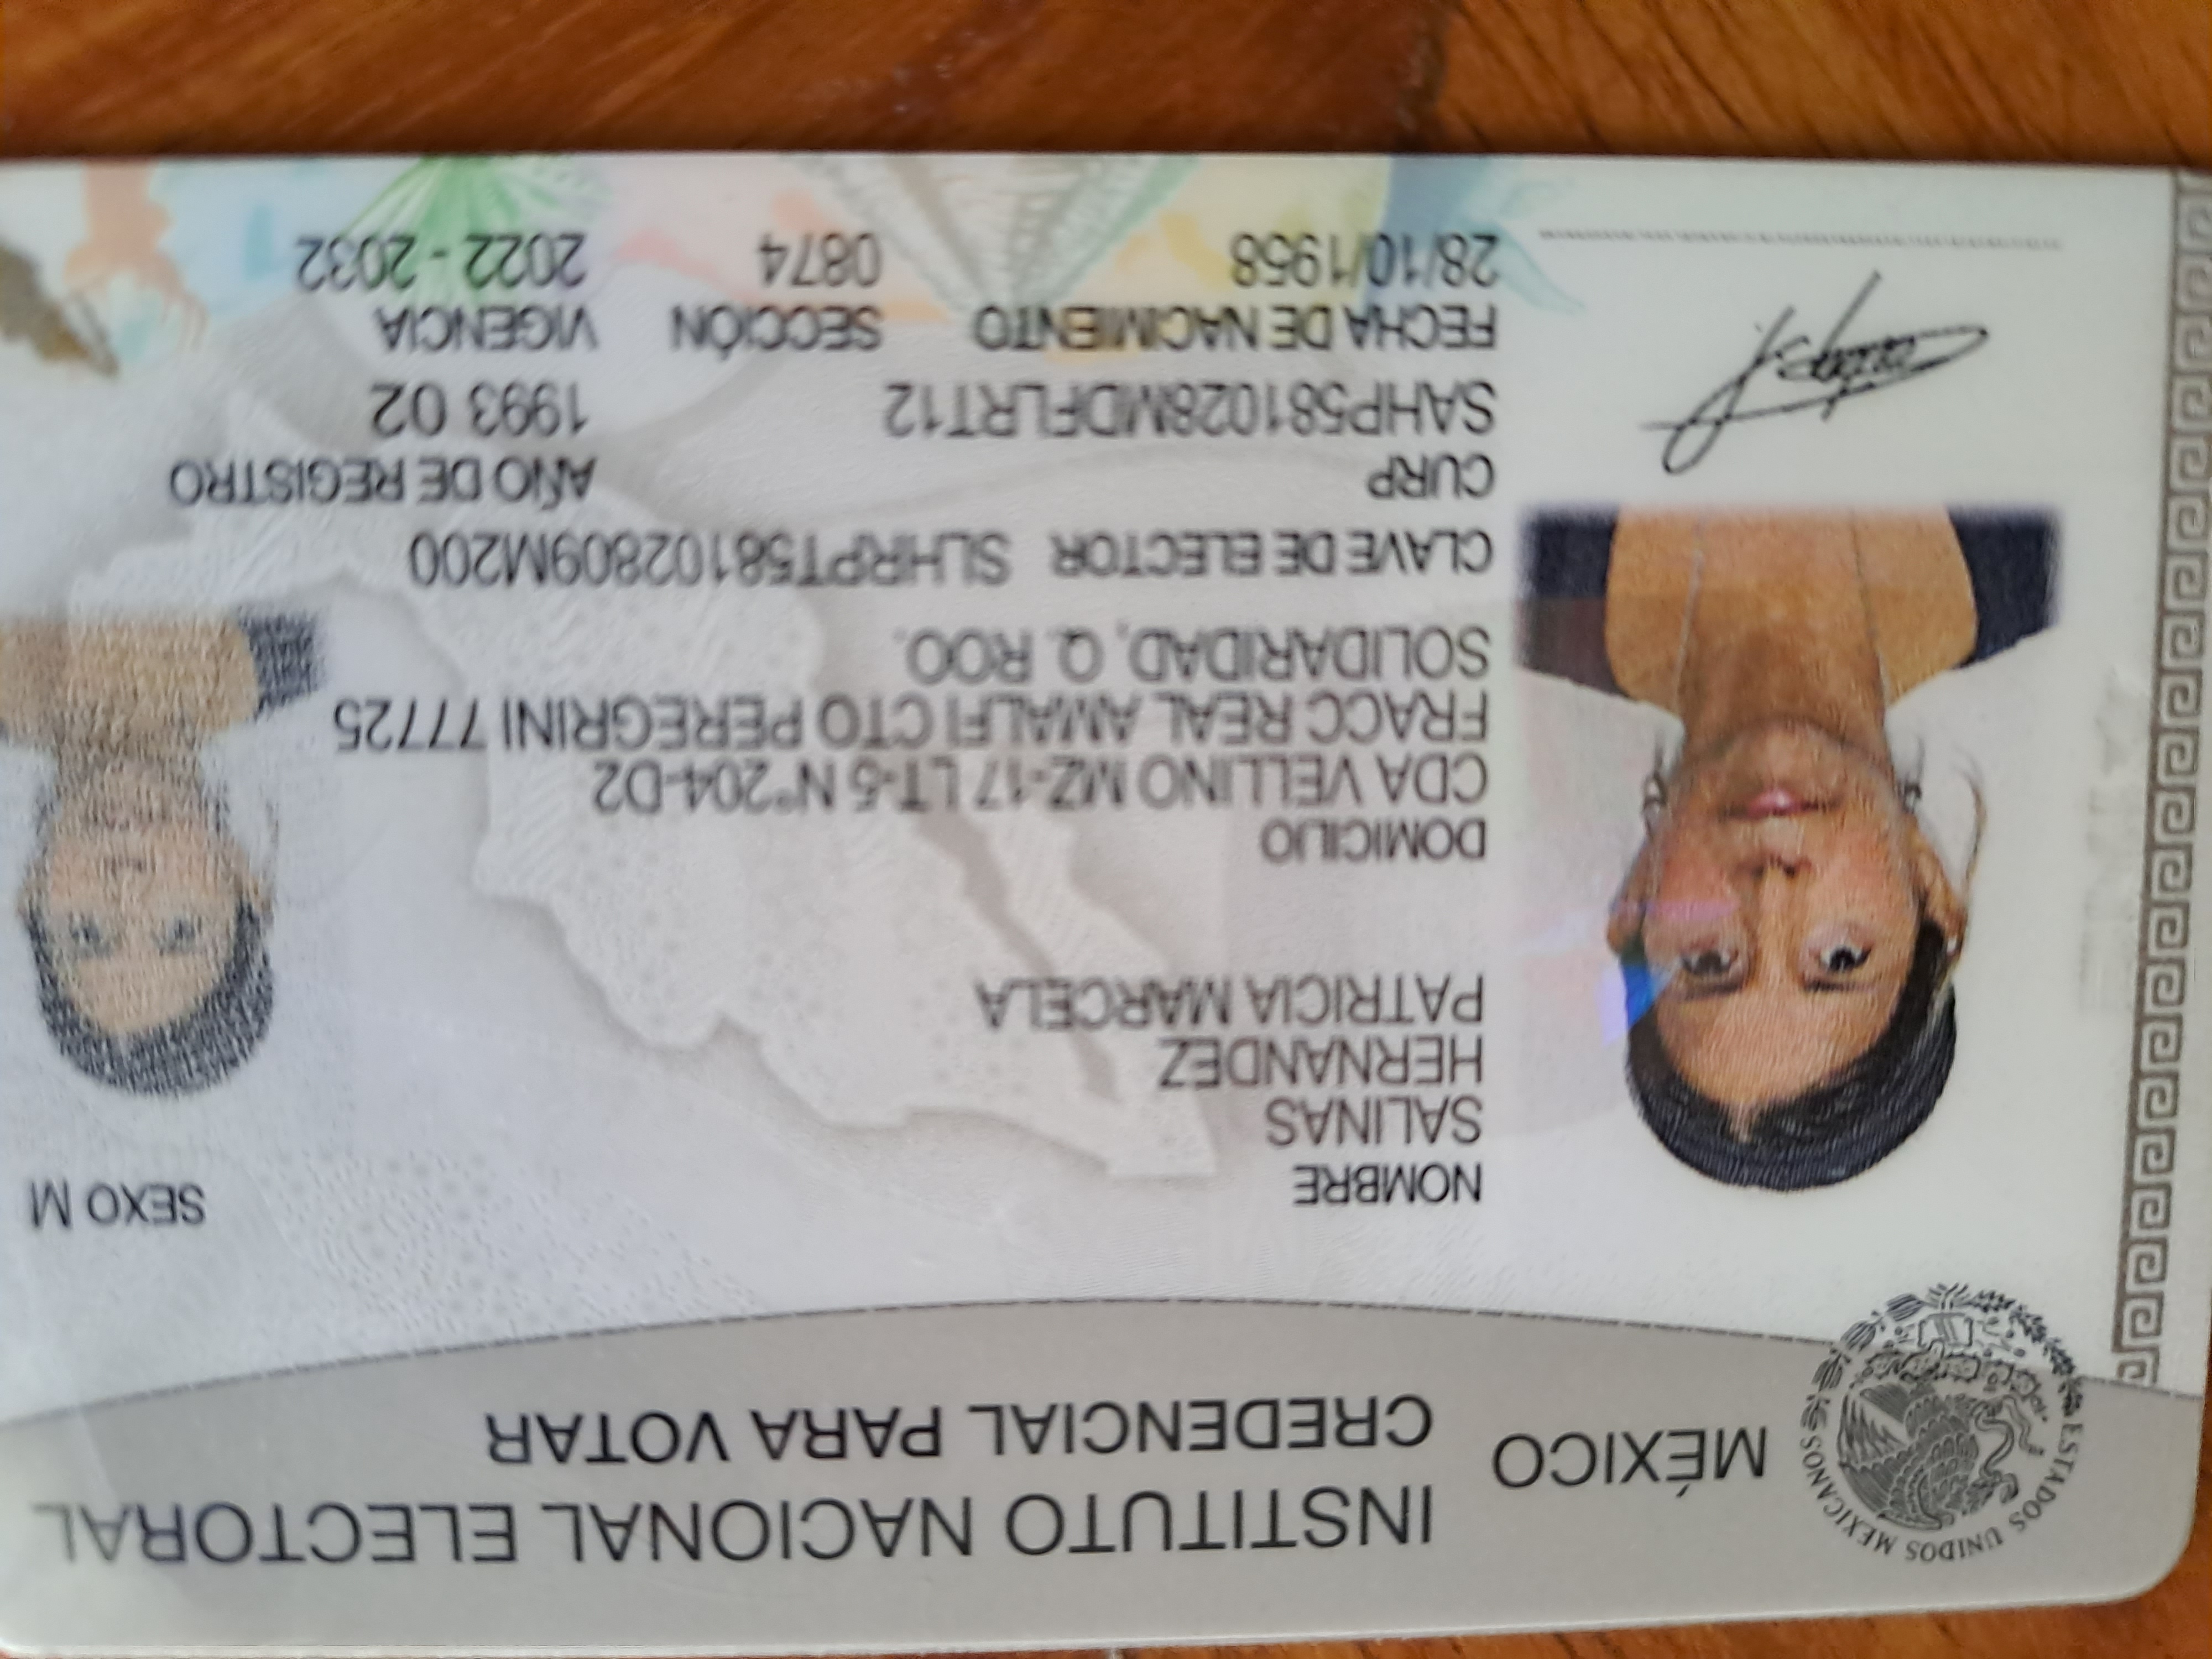 MÉXICO
INSTITUTO NACIONAL ELECTORAL
CREDENCIAL PARA VOTAR
ESTADOS UNIDOS MEXICANOS
NOMBRE
SALINAS
HERNANDEZ
PATRICIA MARCELA
SEXO M
DOMICILIO
CDA VELLINO MZ-17 LT-5 N°204-D2
FRACC REAL AMALFI CTO PEREGRINI 77725
SOLIDARIDAD, Q. ROO.
CLAVE DE ELECTOR SLHRPT58102809M200
CURP
SAHP581028MDFLRT12
AÑO DE REGISTRO
1993 02
FECHA DE NACIMIENTO
28/10/1958
SECCIÓN
0874
VIGENCIA
2022 - 2032